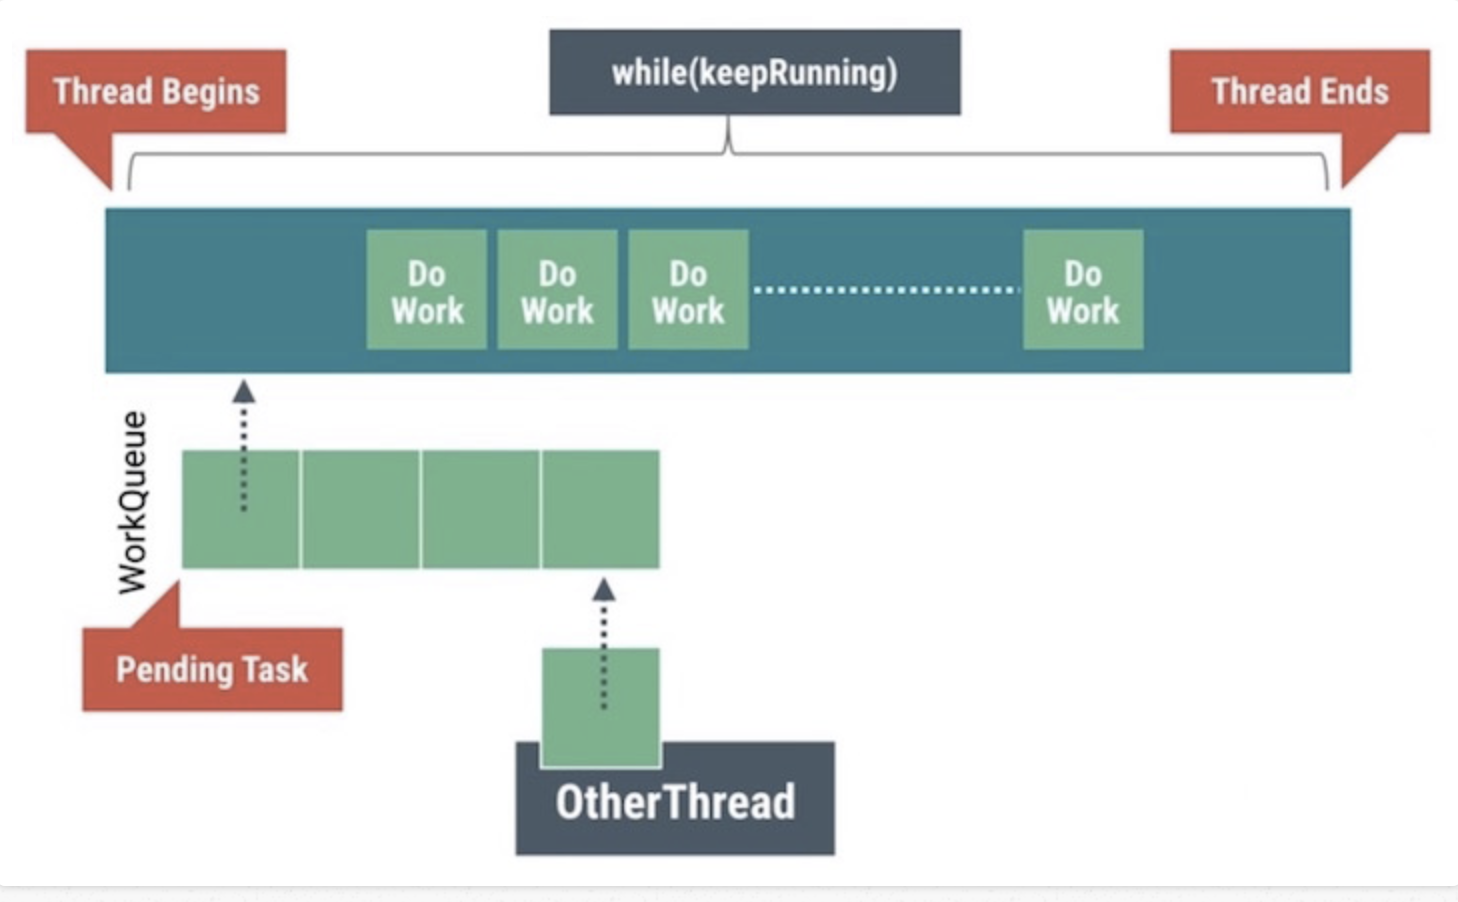 while(keepRunning)
Thread Begins
Thread Ends
Do
Work
Do
Work
Do
Work
Do
Work
WorkQueue
Pending Task
OtherThread